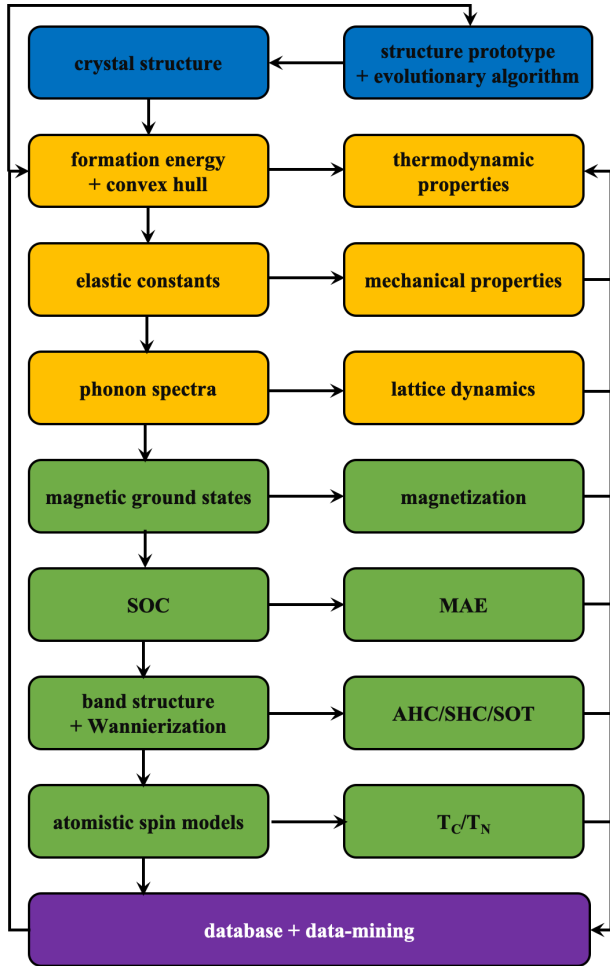 crystal structure
structure prototype
+ evolutionary algorithm
formation energy
+ convex hull
thermodynamic
properties
elastic constants
mechanical properties
phonon spectra
lattice dynamics
magnetic ground states
magnetization
SOC
MAE
band structure
+ Wannierization
AHC/SHC/SOT
atomistic spin models
T_C/T_N
database + data-mining